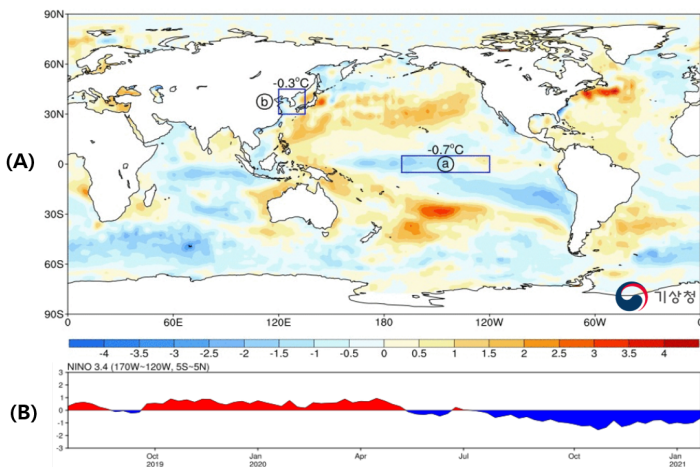 (A)
90N
60N
30N
0
30S
60S
90S
-0.3°C
ⓑ
-0.7°C
ⓐ
기상청
0 60E 120E 180 120W 60W
-4 -3.5 -3 -2.5 -2 -1.5 -1 -0.5 0 0.5 1 1.5 2 2.5 3 3.5 4
(B)
NINO 3.4 (170W~120W, 5S~5N)
3
2
1
0
-1
-2
-3
Oct Jan Apr Jul Oct Jan
2019 2020 2021